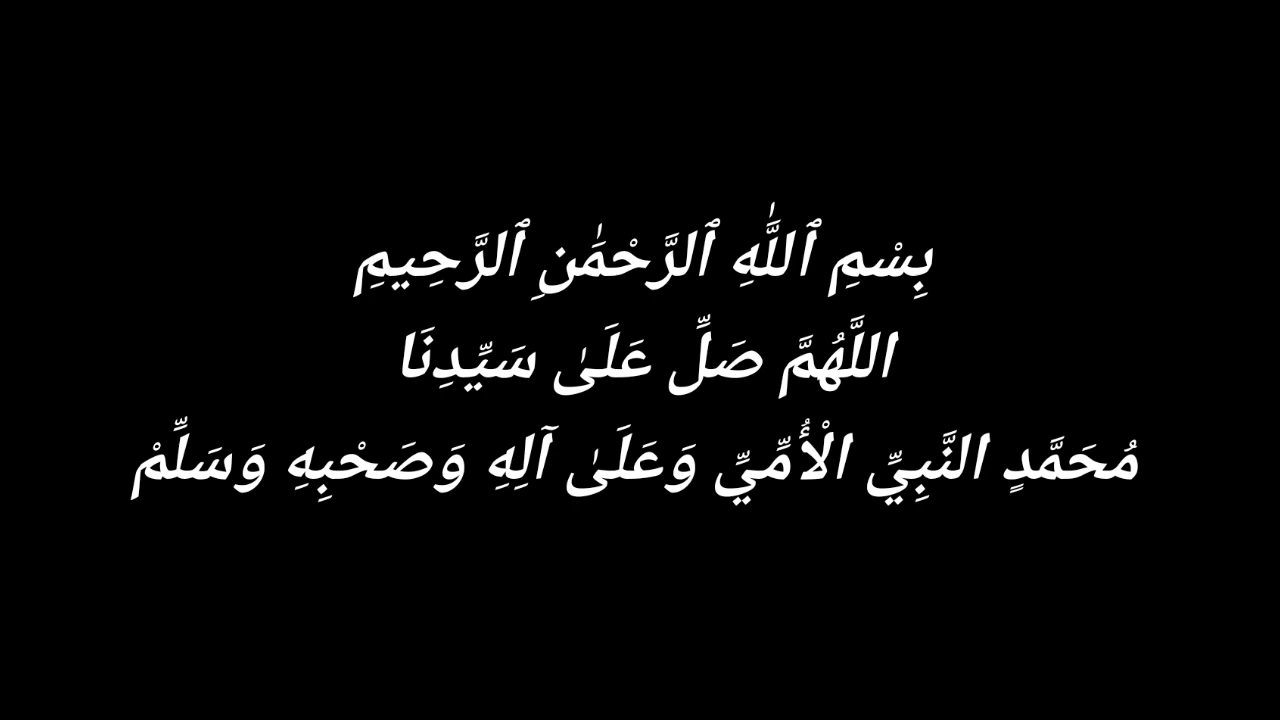 بِسْمِ ٱللَّٰهِ ٱلرَّحْمَٰنِ ٱلرَّحِيمِ
اللَّهُمَّ صَلِّ عَلَىٰ سَيِّدِنَا
مُحَمَّدٍ النَّبِيِّ الْأُمِّيِّ وَعَلَىٰ آلِهِ وَصَحْبِهِ وَسَلِّمْ